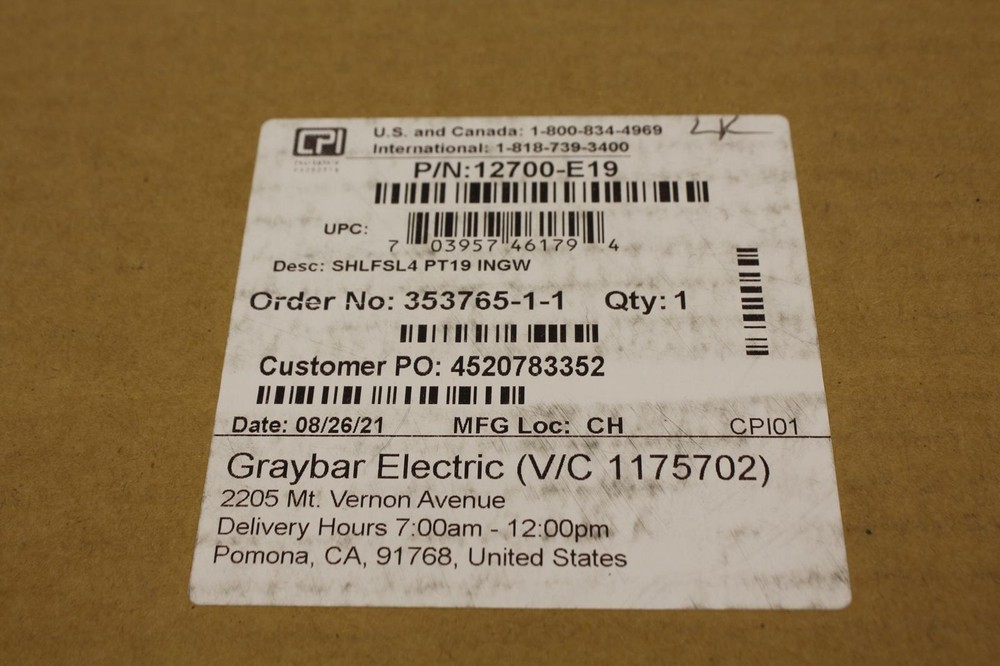 CPI
U.S. and Canada: 1-800-834-4969
International: 1-818-739-3400
P/N:12700-E19
UPC:
7 03957 46179 4
Desc: SHLFSL4 PT19 INGW
Order No: 353765-1-1 Qty: 1
Customer PO: 4520783352
Date: 08/26/21 MFG Loc: CH CPI01
Graybar Electric (V/C 1175702)
2205 Mt. Vernon Avenue
Delivery Hours 7:00am - 12:00pm
Pomona, CA, 91768, United States